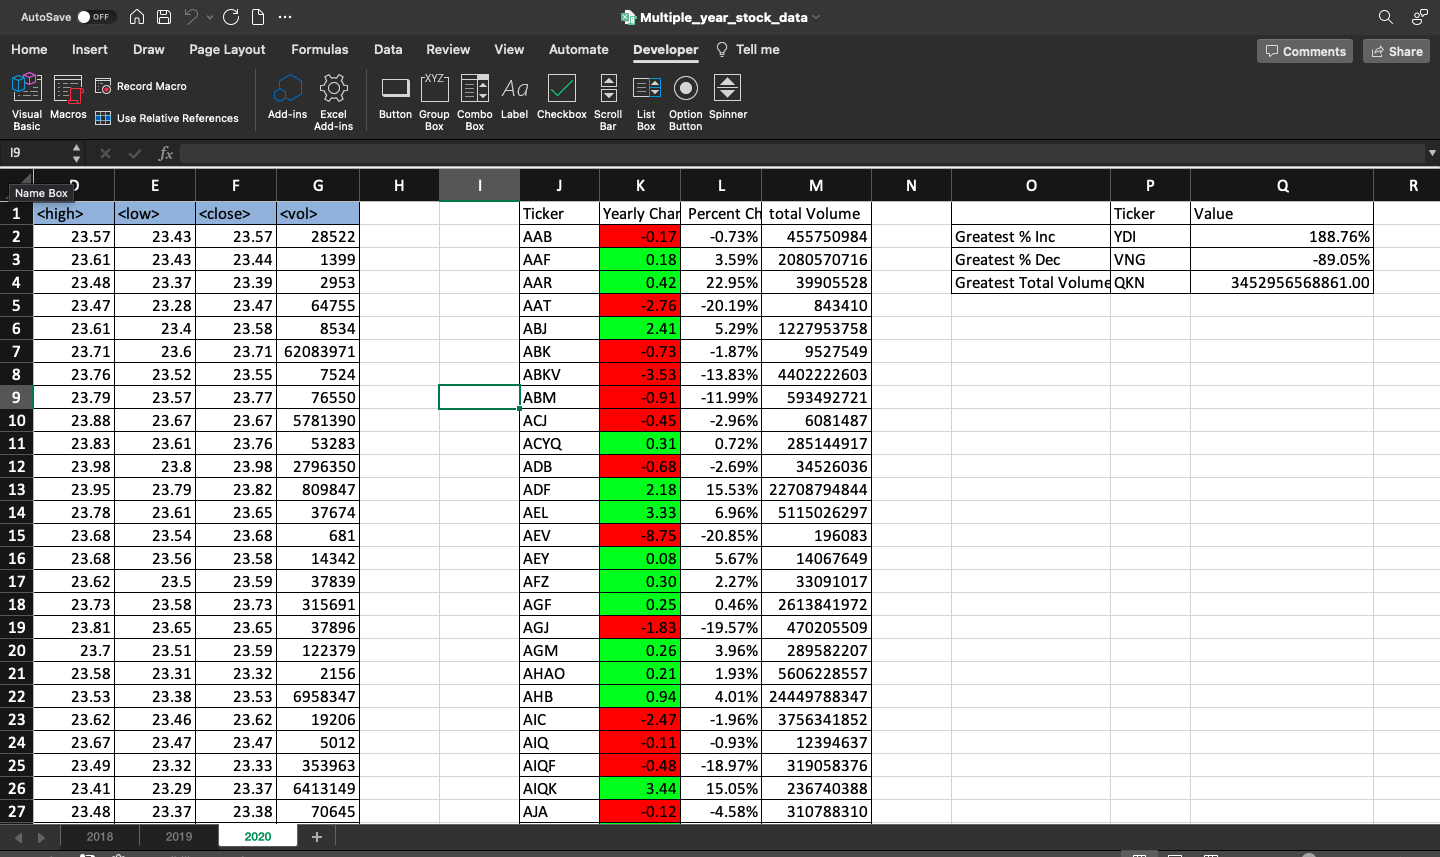 AutoSave OFF ... Multiple_year_stock_data
Home Insert Draw Page Layout Formulas Data Review View Automate Developer Tell me Comments Share
Visual Basic Macros Record Macro Use Relative References Add-ins Excel Add-ins Button Group Box Combo Box Label Checkbox Scroll Bar List Box Option Button Spinner
I9 fx
Name Box D E F G H I J K L M N O P Q R
1 <high> <low> <close> <vol> Ticker Yearly Char Percent Ch total Volume Ticker Value
2 23.57 23.43 23.57 28522 AAB -0.17 -0.73% 455750984 Greatest % Inc YDI 188.76%
3 23.61 23.43 23.44 1399 AAF 0.18 3.59% 2080570716 Greatest % Dec VNG -89.05%
4 23.48 23.37 23.39 2953 AAR 0.42 22.95% 39905528 Greatest Total Volume QKN 3452956568861.00
5 23.47 23.28 23.47 64755 AAT -2.76 -20.19% 843410
6 23.61 23.4 23.58 8534 ABJ 2.41 5.29% 1227953758
7 23.71 23.6 23.71 62083971 ABK -0.73 -1.87% 9527549
8 23.76 23.52 23.55 7524 ABKV -3.53 -13.83% 4402222603
9 23.79 23.57 23.77 76550 ABM -0.91 -11.99% 593492721
10 23.88 23.67 23.67 5781390 ACJ -0.45 -2.96% 6081487
11 23.83 23.61 23.76 53283 ACYQ 0.31 0.72% 285144917
12 23.98 23.8 23.98 2796350 ADB -0.68 -2.69% 34526036
13 23.95 23.79 23.82 809847 ADF 2.18 15.53% 22708794844
14 23.78 23.61 23.65 37674 AEL 3.33 6.96% 5115026297
15 23.68 23.54 23.68 681 AEV -8.75 -20.85% 196083
16 23.68 23.56 23.58 14342 AEY 0.08 5.67% 14067649
17 23.62 23.5 23.59 37839 AFZ 0.30 2.27% 33091017
18 23.73 23.58 23.73 315691 AGF 0.25 0.46% 2613841972
19 23.81 23.65 23.65 37896 AGJ -1.83 -19.57% 470205509
20 23.7 23.51 23.59 122379 AGM 0.26 3.96% 289582207
21 23.58 23.31 23.32 2156 AHAO 0.21 1.93% 5606228557
22 23.53 23.38 23.53 6958347 AHB 0.94 4.01% 24449788347
23 23.62 23.46 23.62 19206 AIC -2.47 -1.96% 3756341852
24 23.67 23.47 23.47 5012 AIQ -0.11 -0.93% 12394637
25 23.49 23.32 23.33 353963 AIQF -0.48 -18.97% 319058376
26 23.41 23.29 23.37 6413149 AIQK 3.44 15.05% 236740388
27 23.48 23.37 23.38 70645 AJA -0.12 -4.58% 310788310
2018 2019 2020 +